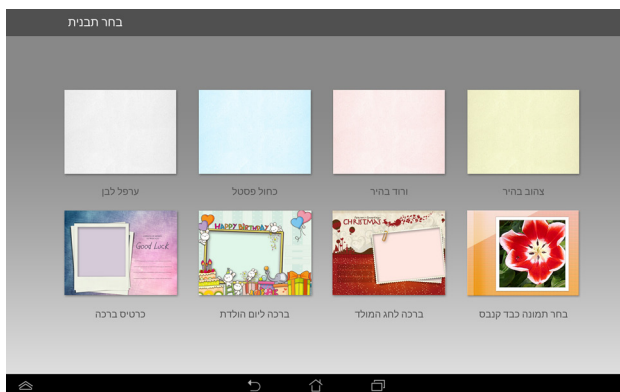 בחר תבנית
ערפל לבן
כחול פסטל
ורוד בהיר
צהוב בהיר
Good Luck
HAPPY BIRTHDAY
CHRISTMAS
כרטיס ברכה
ברכה ליום הולדת
ברכה לחג המולד
בחר תמונה כבד קנבס